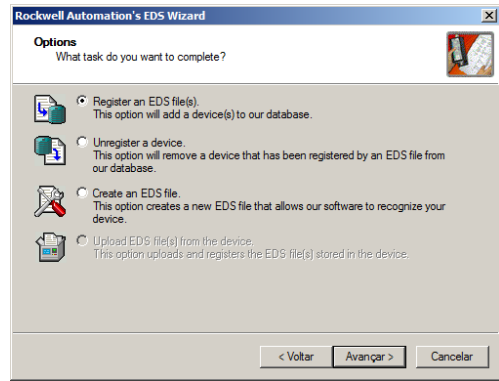 Rockwell Automation's EDS Wizard
Options
What task do you want to complete?
Register an EDS file(s).
This option will add a device(s) to our database.
Unregister a device.
This option will remove a device that has been registered by an EDS file from
our database.
Create an EDS file.
This option creates a new EDS file that allows our software to recognize your
device.
Upload EDS file(s) from the device.
This option uploads and registers the EDS file(s) stored in the device.
< Voltar Avançar > Cancelar